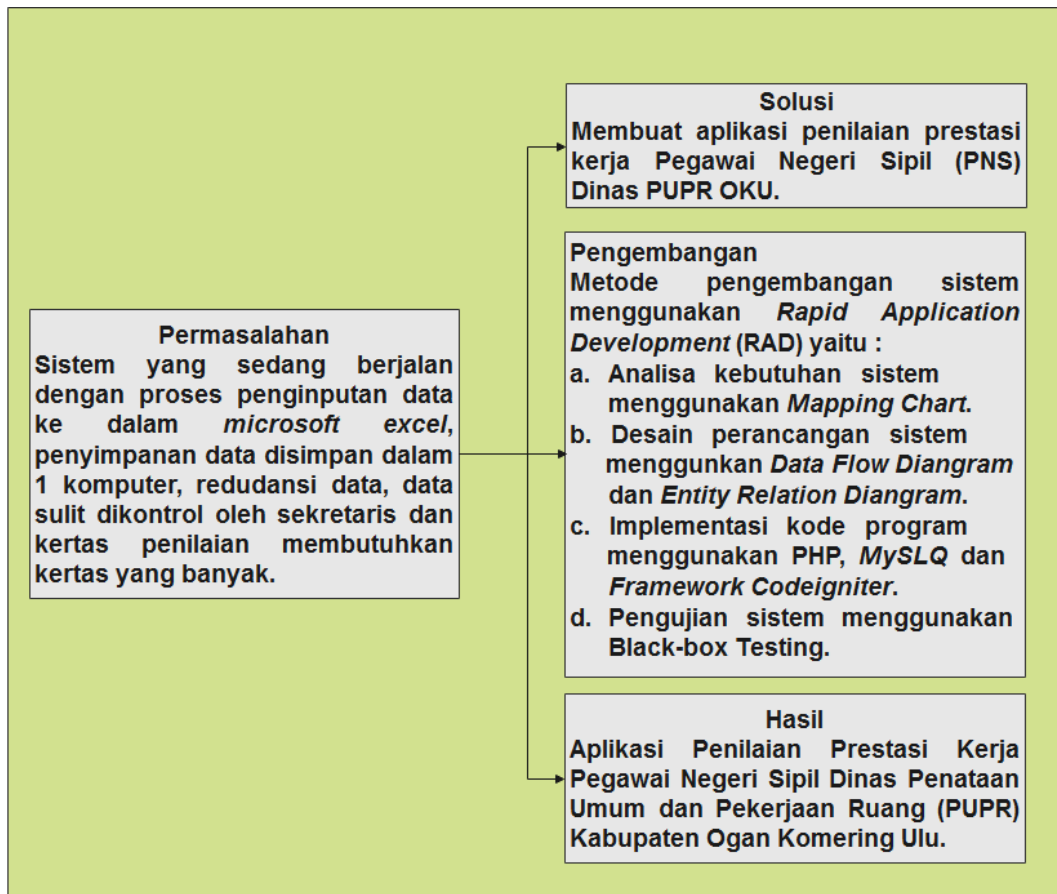 Solusi
Membuat aplikasi penilaian prestasi
kerja Pegawai Negeri Sipil (PNS)
Dinas PUPR OKU.
Pengembangan
Metode pengembangan sistem
menggunakan Rapid Application
Development (RAD) yaitu :
a. Analisa kebutuhan sistem
menggunakan Mapping Chart.
b. Desain perancangan sistem
menggunkan Data Flow Diangram
dan Entity Relation Diangram.
c. Implementasi kode program
menggunakan PHP, MySLQ dan
Framework Codeigniter.
d. Pengujian sistem menggunakan
Black-box Testing.
Permasalahan
Sistem yang sedang berjalan
dengan proses penginputan data
ke dalam microsoft excel,
penyimpanan data disimpan dalam
1 komputer, redudansi data, data
sulit dikontrol oleh sekretaris dan
kertas penilaian membutuhkan
kertas yang banyak.
Hasil
Aplikasi Penilaian Prestasi Kerja
Pegawai Negeri Sipil Dinas Penataan
Umum dan Pekerjaan Ruang (PUPR)
Kabupaten Ogan Komering Ulu.